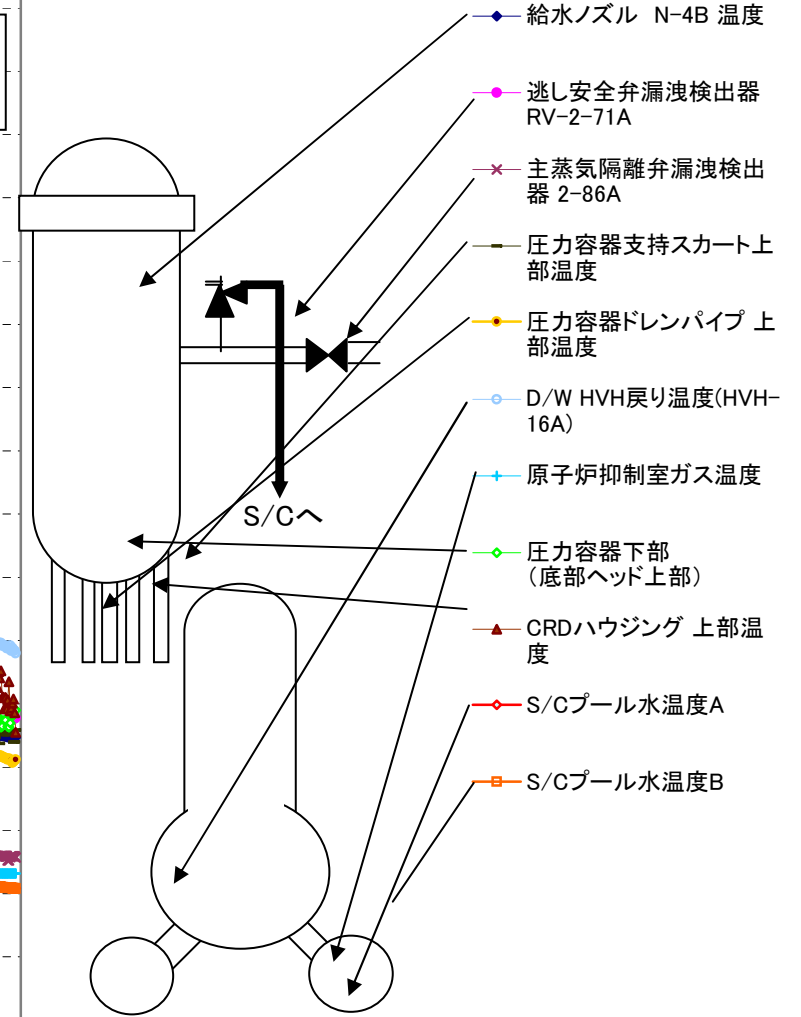 給水ノズル N-4B 温度
逃し安全弁漏洩検出器
RV-2-71A
主蒸気隔離弁漏洩検出
器 2-86A
圧力容器支持スカート上
部温度
圧力容器ドレンパイプ 上
部温度
D/W HVH戻り温度(HVH-
16A)
原子炉抑制室ガス温度
S/Cへ
圧力容器下部
（底部ヘッド上部）
CRDハウジング 上部温
度
S/Cプール水温度A
S/Cプール水温度B